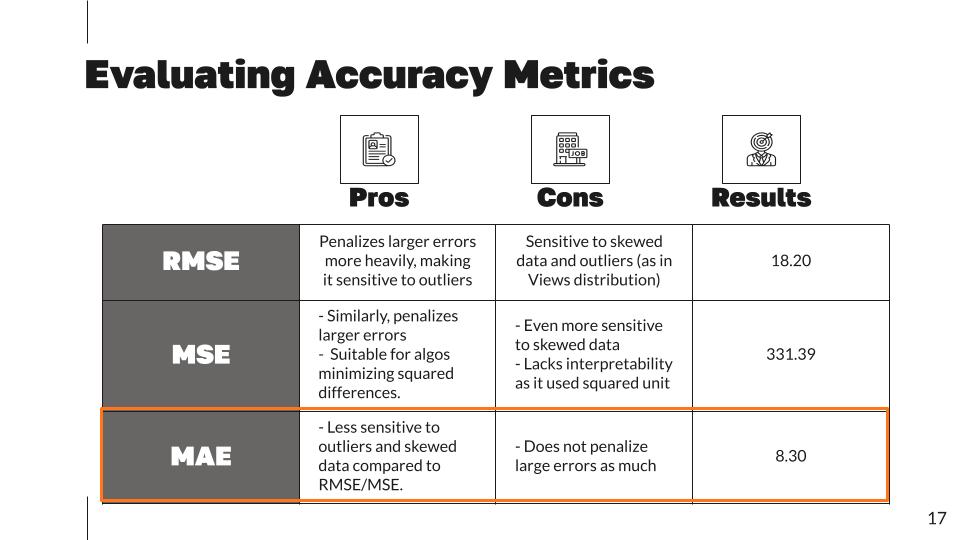 Evaluating Accuracy Metrics
JOB
Pros
Cons
Results
RMSE
Penalizes larger errors
more heavily, making
it sensitive to outliers
Sensitive to skewed
data and outliers (as in
Views distribution)
18.20
MSE
- Similarly, penalizes
larger errors
- Suitable for algos
minimizing squared
differences.
- Even more sensitive
to skewed data
- Lacks interpretability
as it used squared unit
331.39
MAE
- Less sensitive to
outliers and skewed
data compared to
RMSE/MSE.
- Does not penalize
large errors as much
8.30
17